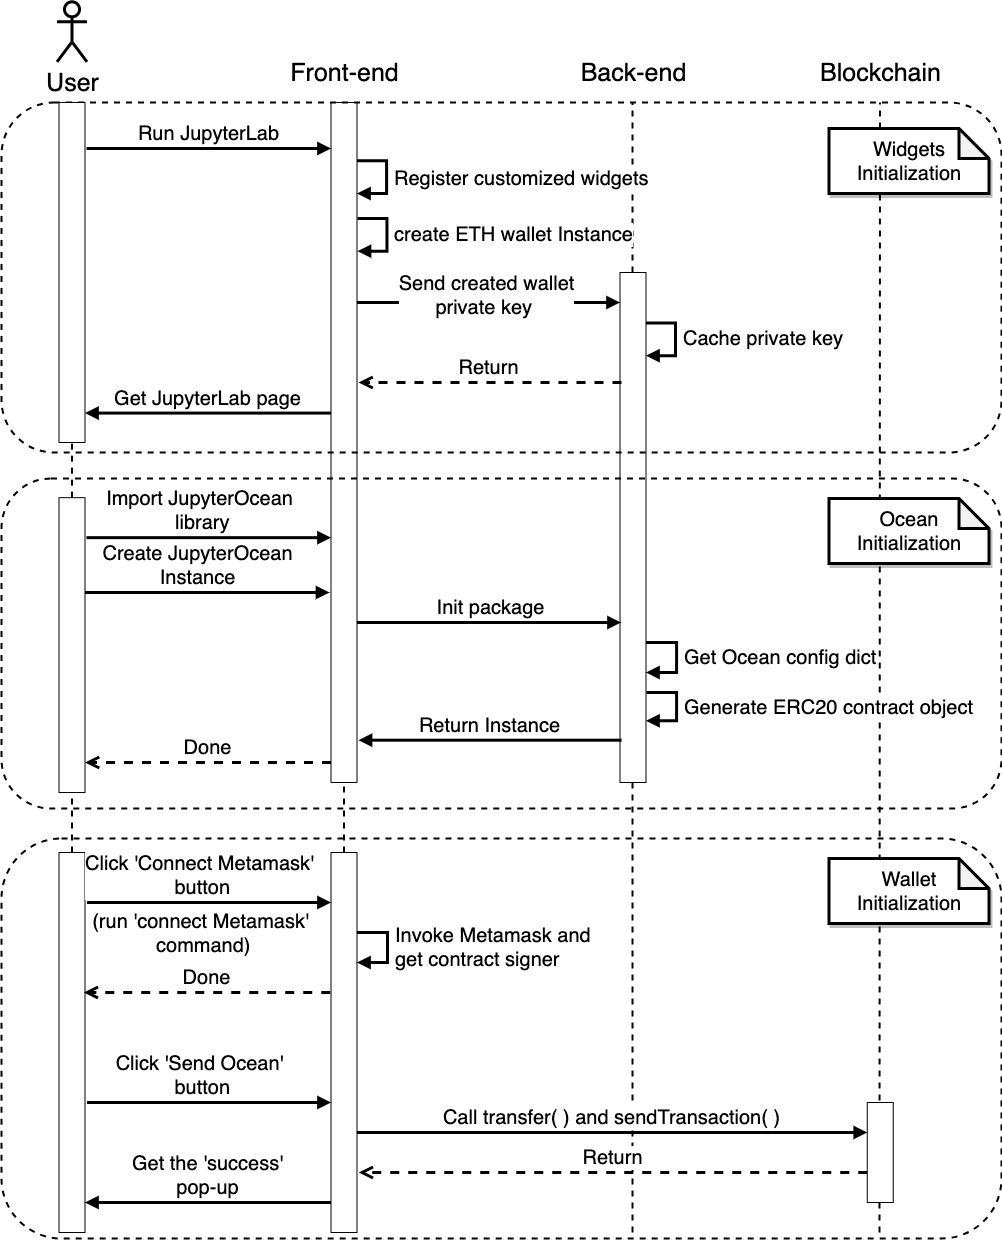 User
Front-end
Back-end
Blockchain
Run JupyterLab
Widgets
Initialization
Register customized widgets
create ETH wallet Instance
Send created wallet
private key
Cache private key
Return
Get JupyterLab page
Import JupyterOcean
library
Ocean
Initialization
Create JupyterOcean
Instance
Init package
Get Ocean config dict
Generate ERC20 contract object
Return Instance
Done
Click 'Connect Metamask'
button
Wallet
Initialization
(run 'connect Metamask'
command)
Invoke Metamask and
get contract signer
Done
Click 'Send Ocean'
button
Call transfer( ) and sendTransaction( )
Return
Get the 'success'
pop-up